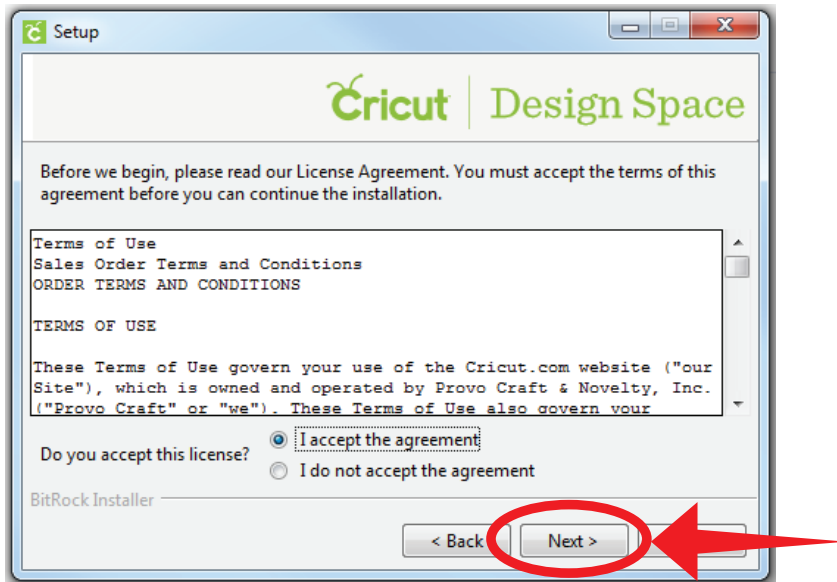 Setup
Cricut Design Space
Before we begin, please read our License Agreement. You must accept the terms of this
agreement before you can continue the installation.
Terms of Use
Sales Order Terms and Conditions
ORDER TERMS AND CONDITIONS
TERMS OF USE
These Terms of Use govern your use of the Cricut.com website ("our
Site"), which is owned and operated by Provo Craft & Novelty, Inc.
("Provo Craft" or "we"). These Terms of Use also govern your
Do you accept this license?
I accept the agreement
I do not accept the agreement
BitRock Installer
< Back
Next >